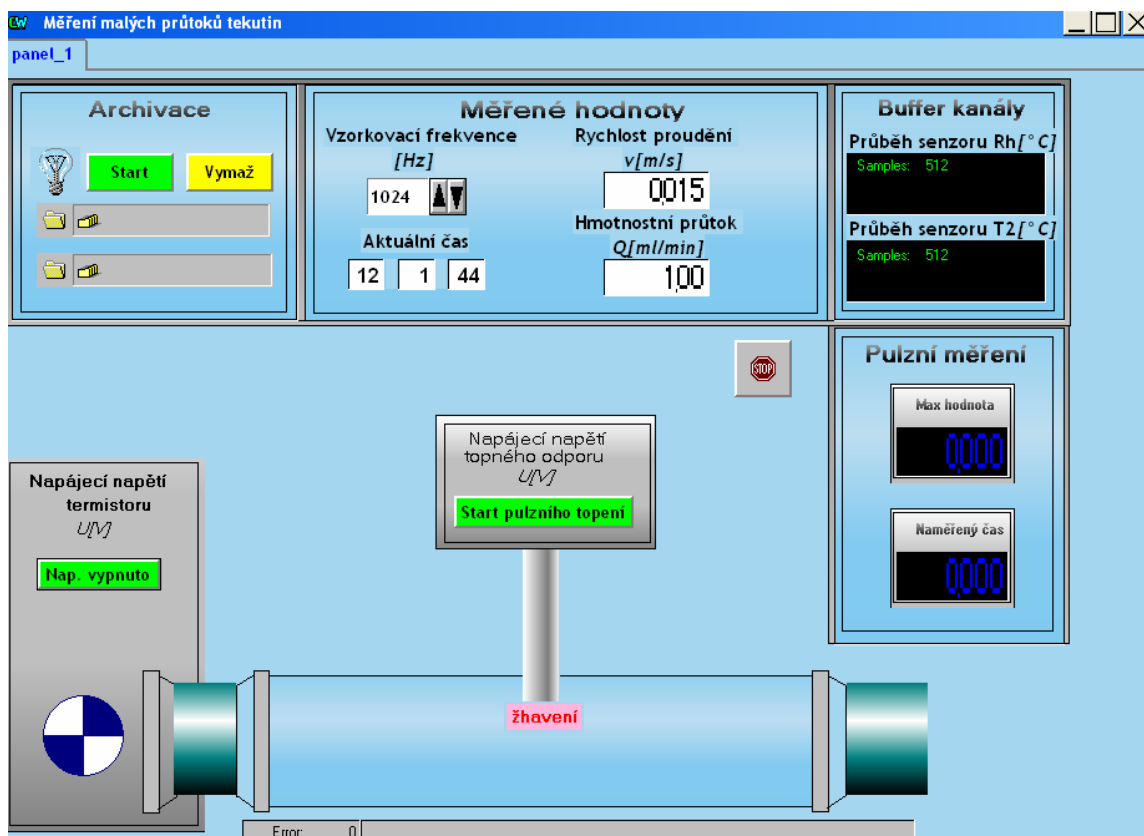 Měření malých průtoků tekutin
panel_1
Archivace
Start
Vymaž
Měřené hodnoty
Vzorkovací frekvence
[Hz]
1024
Aktuální čas
12 1 44
Rychlost proudění
v[m/s]
0,015
Hmotnostní průtok
Q[ml/min]
1,00
Buffer kanály
Průběh senzoru Rh[°C]
Samples: 512
Průběh senzoru T2[°C]
Samples: 512
STOP
Pulzní měření
Max hodnota
0,000
Naměřený čas
0,000
Napájecí napětí
topného odporu
U[V]
Start pulzního topení
Napájecí napětí
termistoru
U[V]
Nap. vypnuto
žhavení
Error: 0